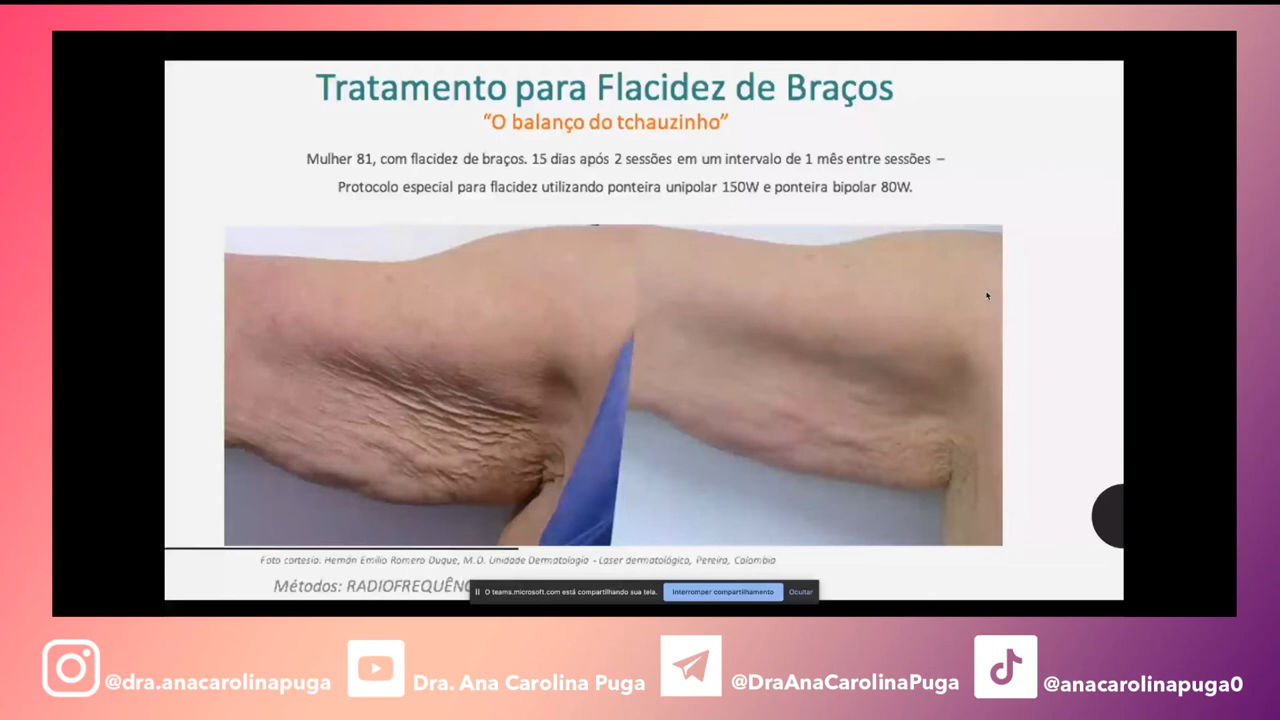 Tratamento para Flacidez de Braços
“O balanço do tchauzinho”
Mulher 81, com flacidez de braços. 15 dias após 2 sessões em um intervalo de 1 mês entre sessões –
Protocolo especial para flacidez utilizando ponteira unipolar 150W e ponteira bipolar 80W.
Foto cortesia. Hernán Emilio Romero Duque, M.D. Unidade Dermatologia - Laser dermatológico, Pereira, Colombia
Métodos: RADIOFREQUÊNC
O teams.microsoft.com está compartilhando sua tela. Interromper compartilhamento Ocultar
@dra.anacarolinapuga Dra. Ana Carolina Puga @DraAnaCarolinaPuga @anacarolinapuga0